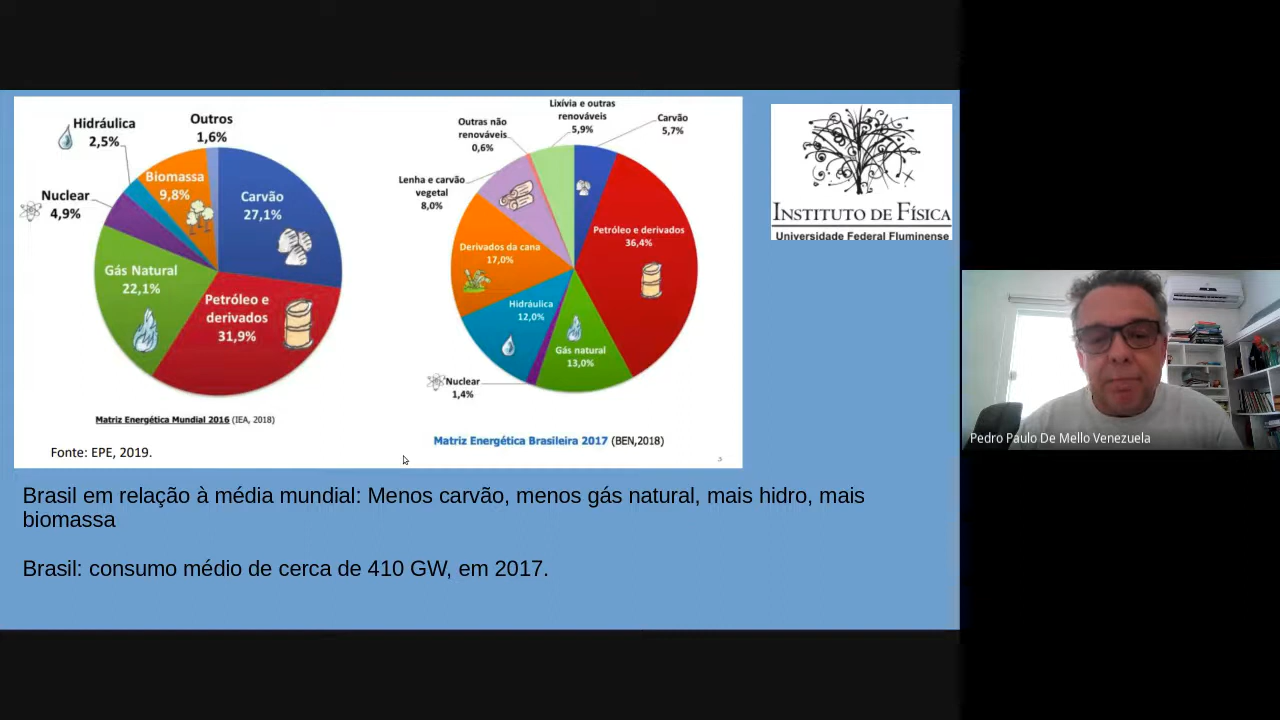 Hidráulica
2,5%
Outros
1,6%
Biomassa
9,8%
Nuclear
4,9%
Carvão
27,1%
Gás Natural
22,1%
Petróleo e
derivados
31,9%
Matriz Energética Mundial 2016 (IEA, 2018)
Fonte: EPE, 2019.
Lixívia e outras
renováveis
5,9%
Carvão
5,7%
Outras não
renováveis
0,6%
Lenha e carvão
vegetal
8,0%
Petróleo e derivados
36,4%
Derivados da cana
17,0%
Hidráulica
12,0%
Gás natural
13,0%
Nuclear
1,4%
Matriz Energética Brasileira 2017 (BEN,2018)
3
INSTITUTO DE FÍSICA
Universidade Federal Fluminense
Pedro Paulo De Mello Venezuela
Brasil em relação à média mundial: Menos carvão, menos gás natural, mais hidro, mais
biomassa
Brasil: consumo médio de cerca de 410 GW, em 2017.